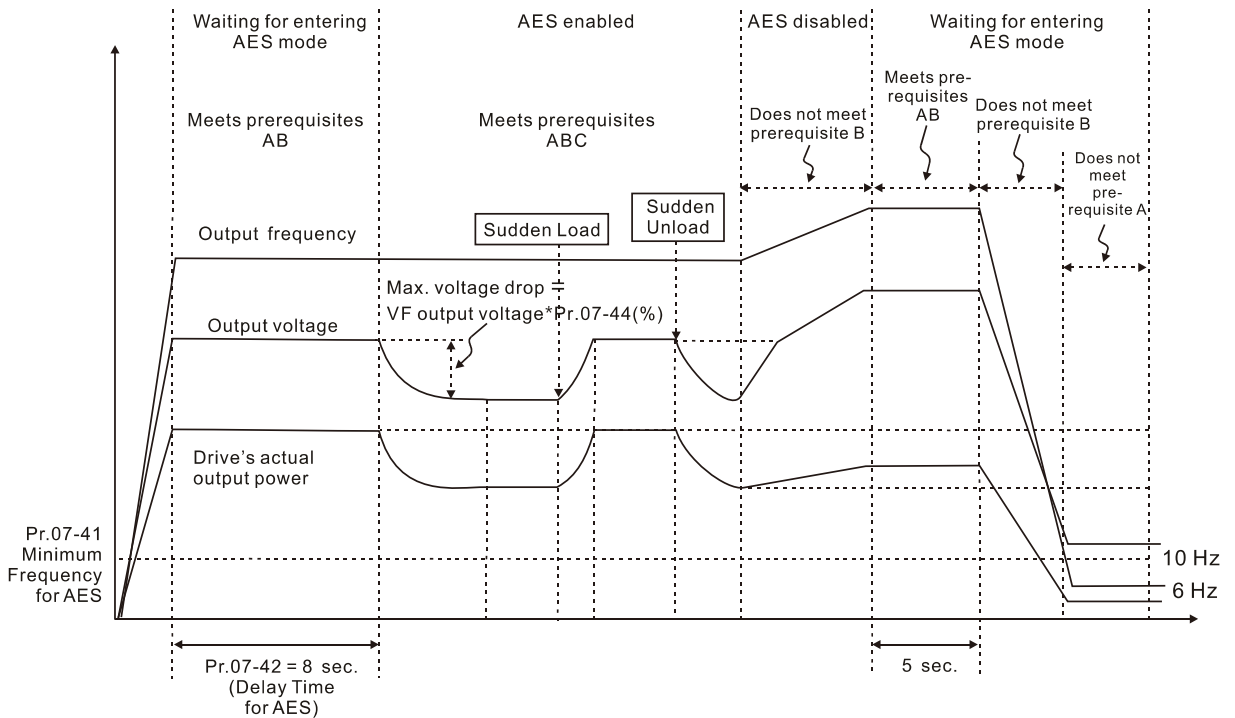 Waiting for entering
AES mode
AES enabled
AES disabled
Waiting for entering
AES mode
Meets prerequisites
AB
Meets prerequisites
ABC
Does not meet
prerequisite B
Meets pre-
requisites
AB
Does not meet
prerequisite B
Does not
meet
pre-
requisite A
Sudden Load
Sudden
Unload
Output frequency
Max. voltage drop =
VF output voltage*Pr.07-44(%)
Output voltage
Drive's actual
output power
Pr.07-41
Minimum
Frequency
for AES
10 Hz
6 Hz
Pr.07-42 = 8 sec.
(Delay Time
for AES)
5 sec.